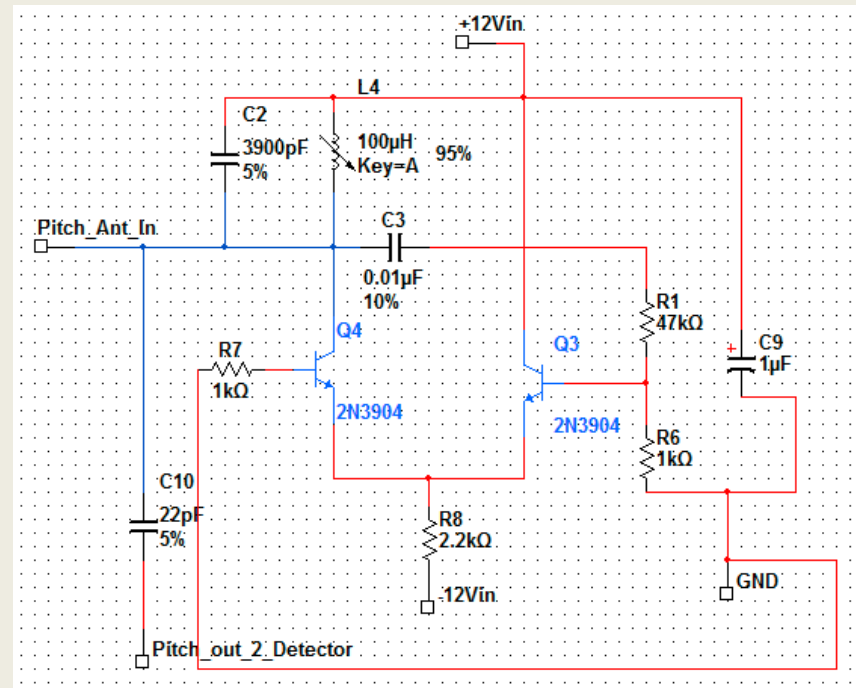 +12Vin
L4
C2
3900pF
5%
100µH
Key=A
95%
Pitch_Ant_In
C3
0.01µF
10%
R1
47kΩ
Q4
Q3
C9
1µF
+
R7
1kΩ
2N3904
2N3904
R6
1kΩ
C10
22pF
5%
R8
2.2kΩ
GND
-12Vin
Pitch_out_2_Detector